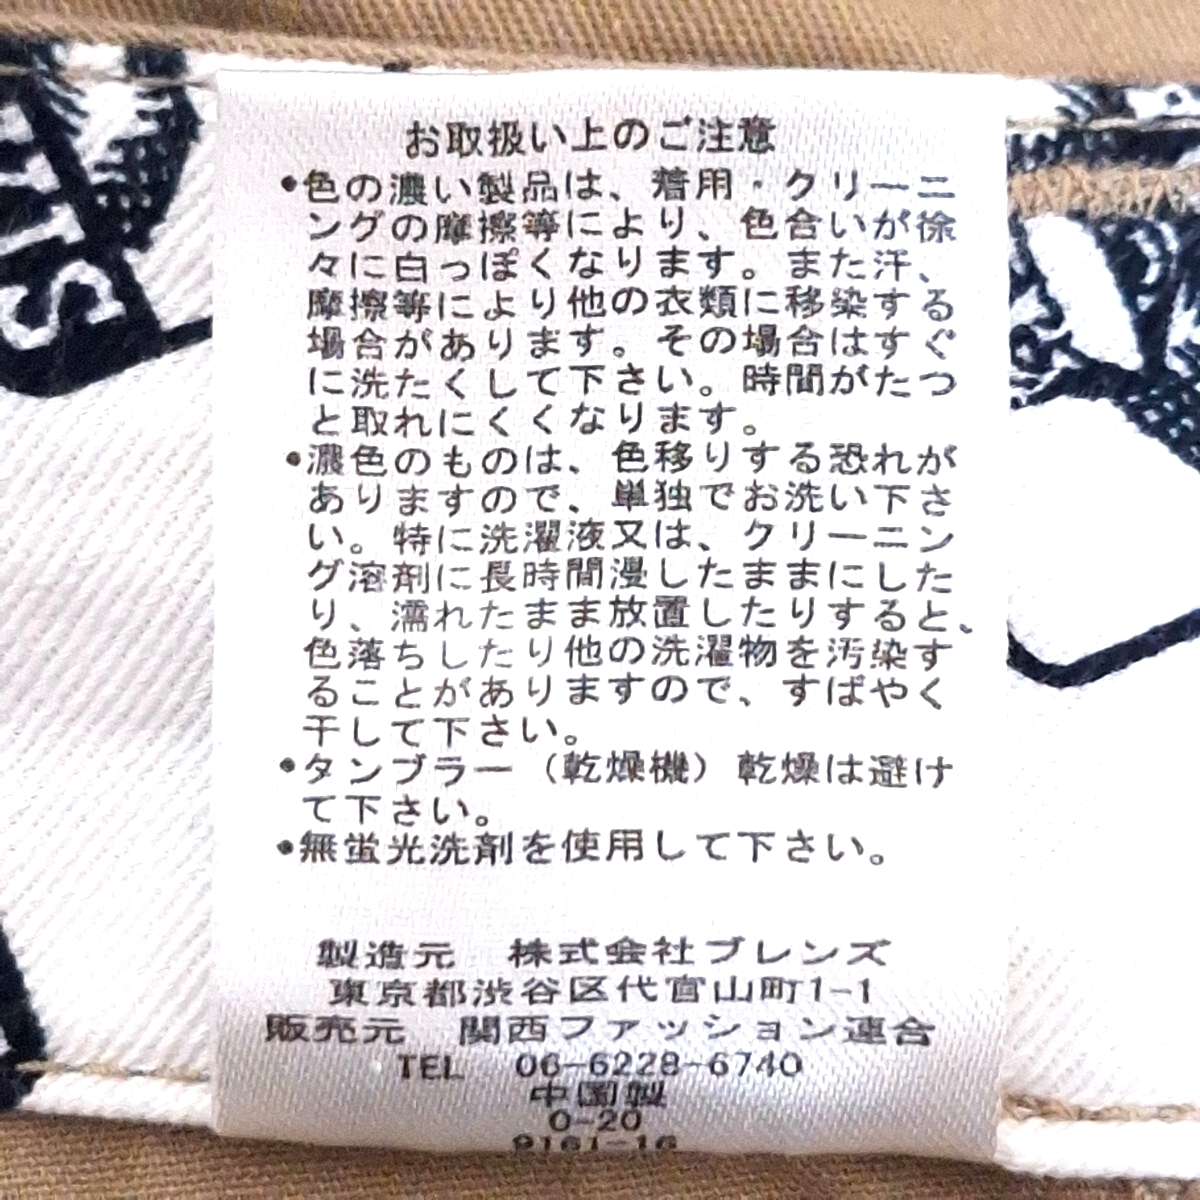 お取扱い上のご注意
•色の濃い製品は、着用・クリーニ
ングの摩擦等により、色合いが徐
々に白っぽくなります。また汗、
摩擦等により他の衣類に移染する
場合があります。その場合はすぐ
に洗たくして下さい。時間がたつ
と取れにくくなります。
•濃色のものは、色移りする恐れが
ありますので、単独でお洗い下さ
い。特に洗濯液又は、クリーニン
グ溶剤に長時間浸したままにした
り、濡れたまま放置したりすると、
色落ちしたり他の洗濯物を汚染す
ることがありますので、すばやく
干して下さい。
•タンブラー（乾燥機）乾燥は避け
て下さい。
•無蛍光洗剤を使用して下さい。
製造元 株式会社ブレンズ
東京都渋谷区代官山町1-1
販売元 関西ファッション連合
TEL 06-6228-6740
中国製
0-20
9161-16